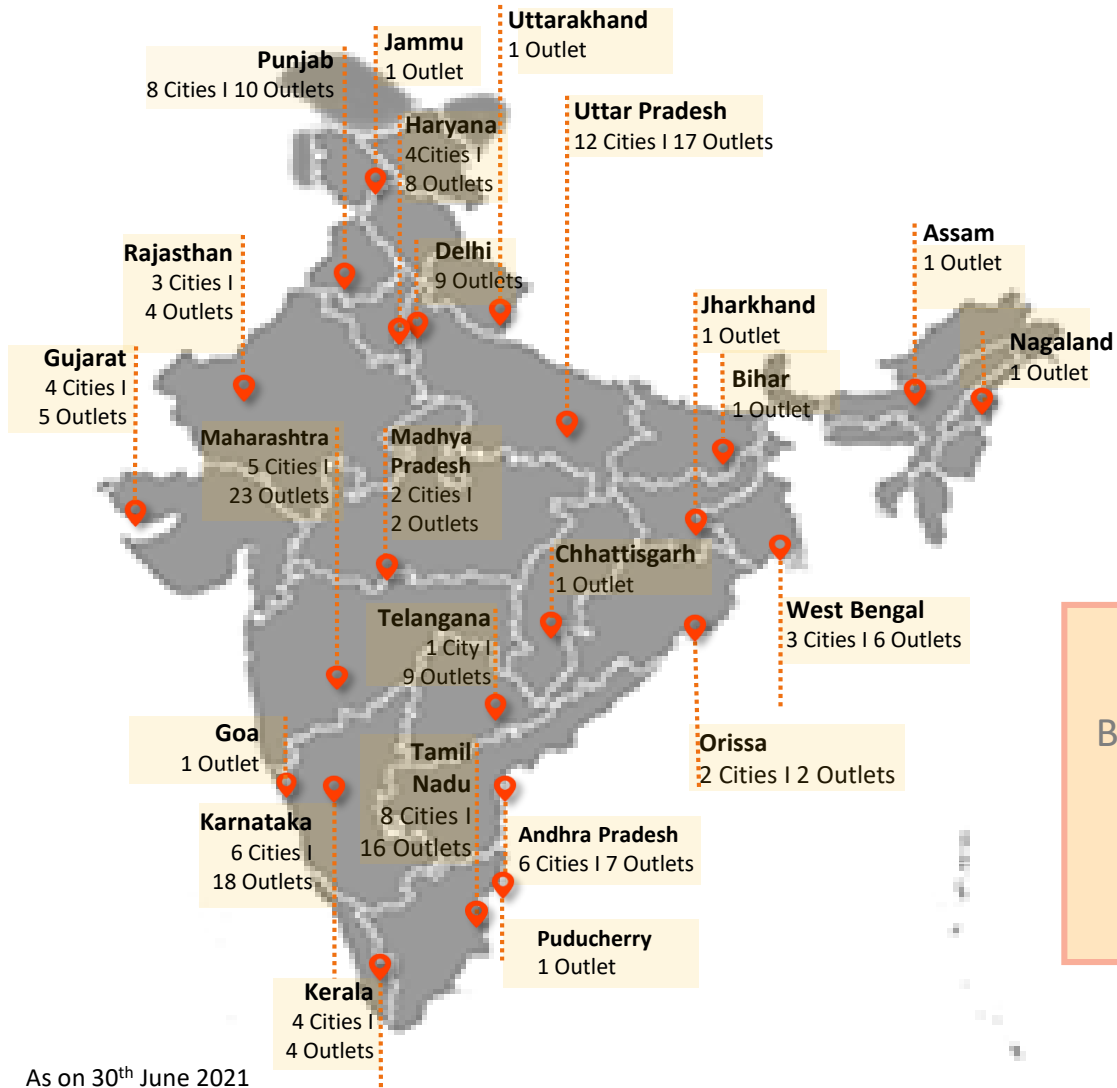 Uttarakhand
1 Outlet
Jammu
1 Outlet
Punjab
8 Cities I 10 Outlets
Haryana
4Cities I
8 Outlets
Uttar Pradesh
12 Cities I 17 Outlets
Rajasthan
3 Cities I
4 Outlets
Delhi
9 Outlets
Assam
1 Outlet
Jharkhand
1 Outlet
Nagaland
1 Outlet
Gujarat
4 Cities I
5 Outlets
Bihar
1 Outlet
Maharashtra
5 Cities I
23 Outlets
Madhya
Pradesh
2 Cities I
2 Outlets
Chhattisgarh
1 Outlet
West Bengal
3 Cities I 6 Outlets
Telangana
1 City I
9 Outlets
Goa
1 Outlet
Tamil
Nadu
8 Cities I
16 Outlets
Orissa
2 Cities I 2 Outlets
B
Karnataka
6 Cities I
18 Outlets
Andhra Pradesh
6 Cities I 7 Outlets
Puducherry
1 Outlet
Kerala
4 Cities I
4 Outlets
As on 30th June 2021